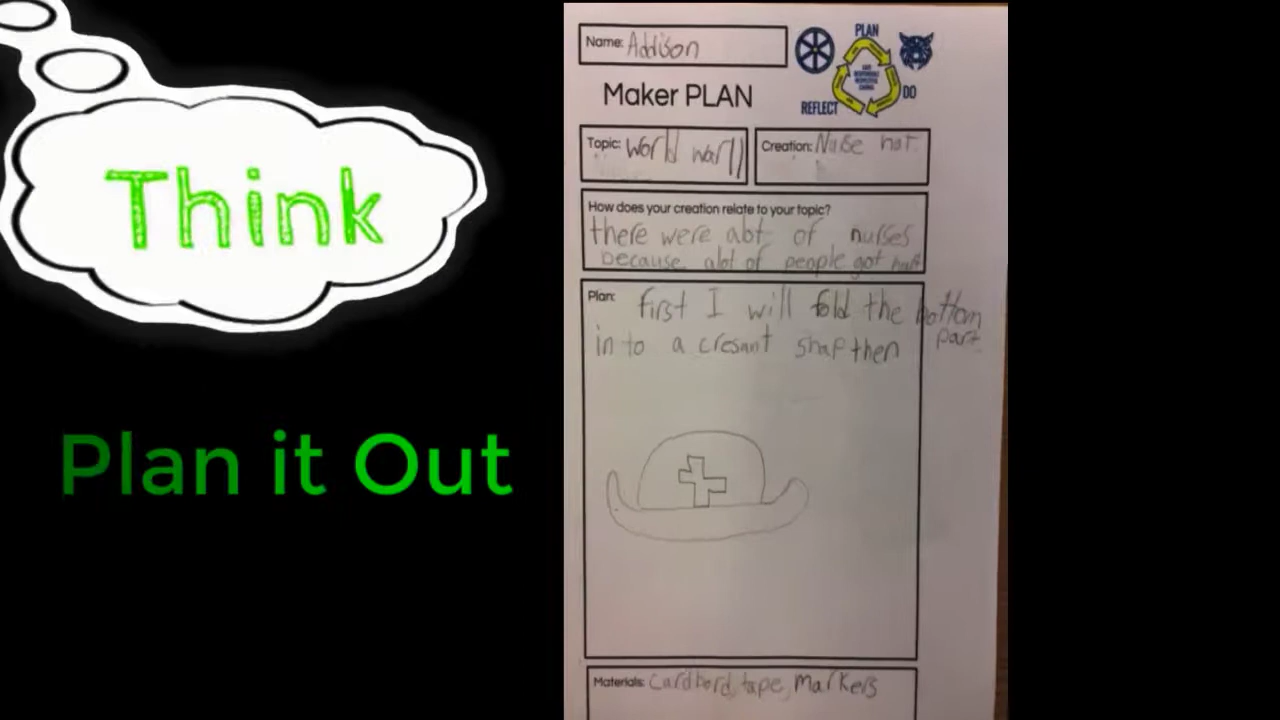 Think
Plan it Out
Name: Addison
PLAN
DO
REFLECT
Maker PLAN
Topic: World War II
Creation: Nurse hat
How does your creation relate to your topic?
there were alot of nurses
because alot of people got hurt
Plan: first I will fold the bottom
part
in to a cresant shap then
Materials: Cardbord, tape, markers